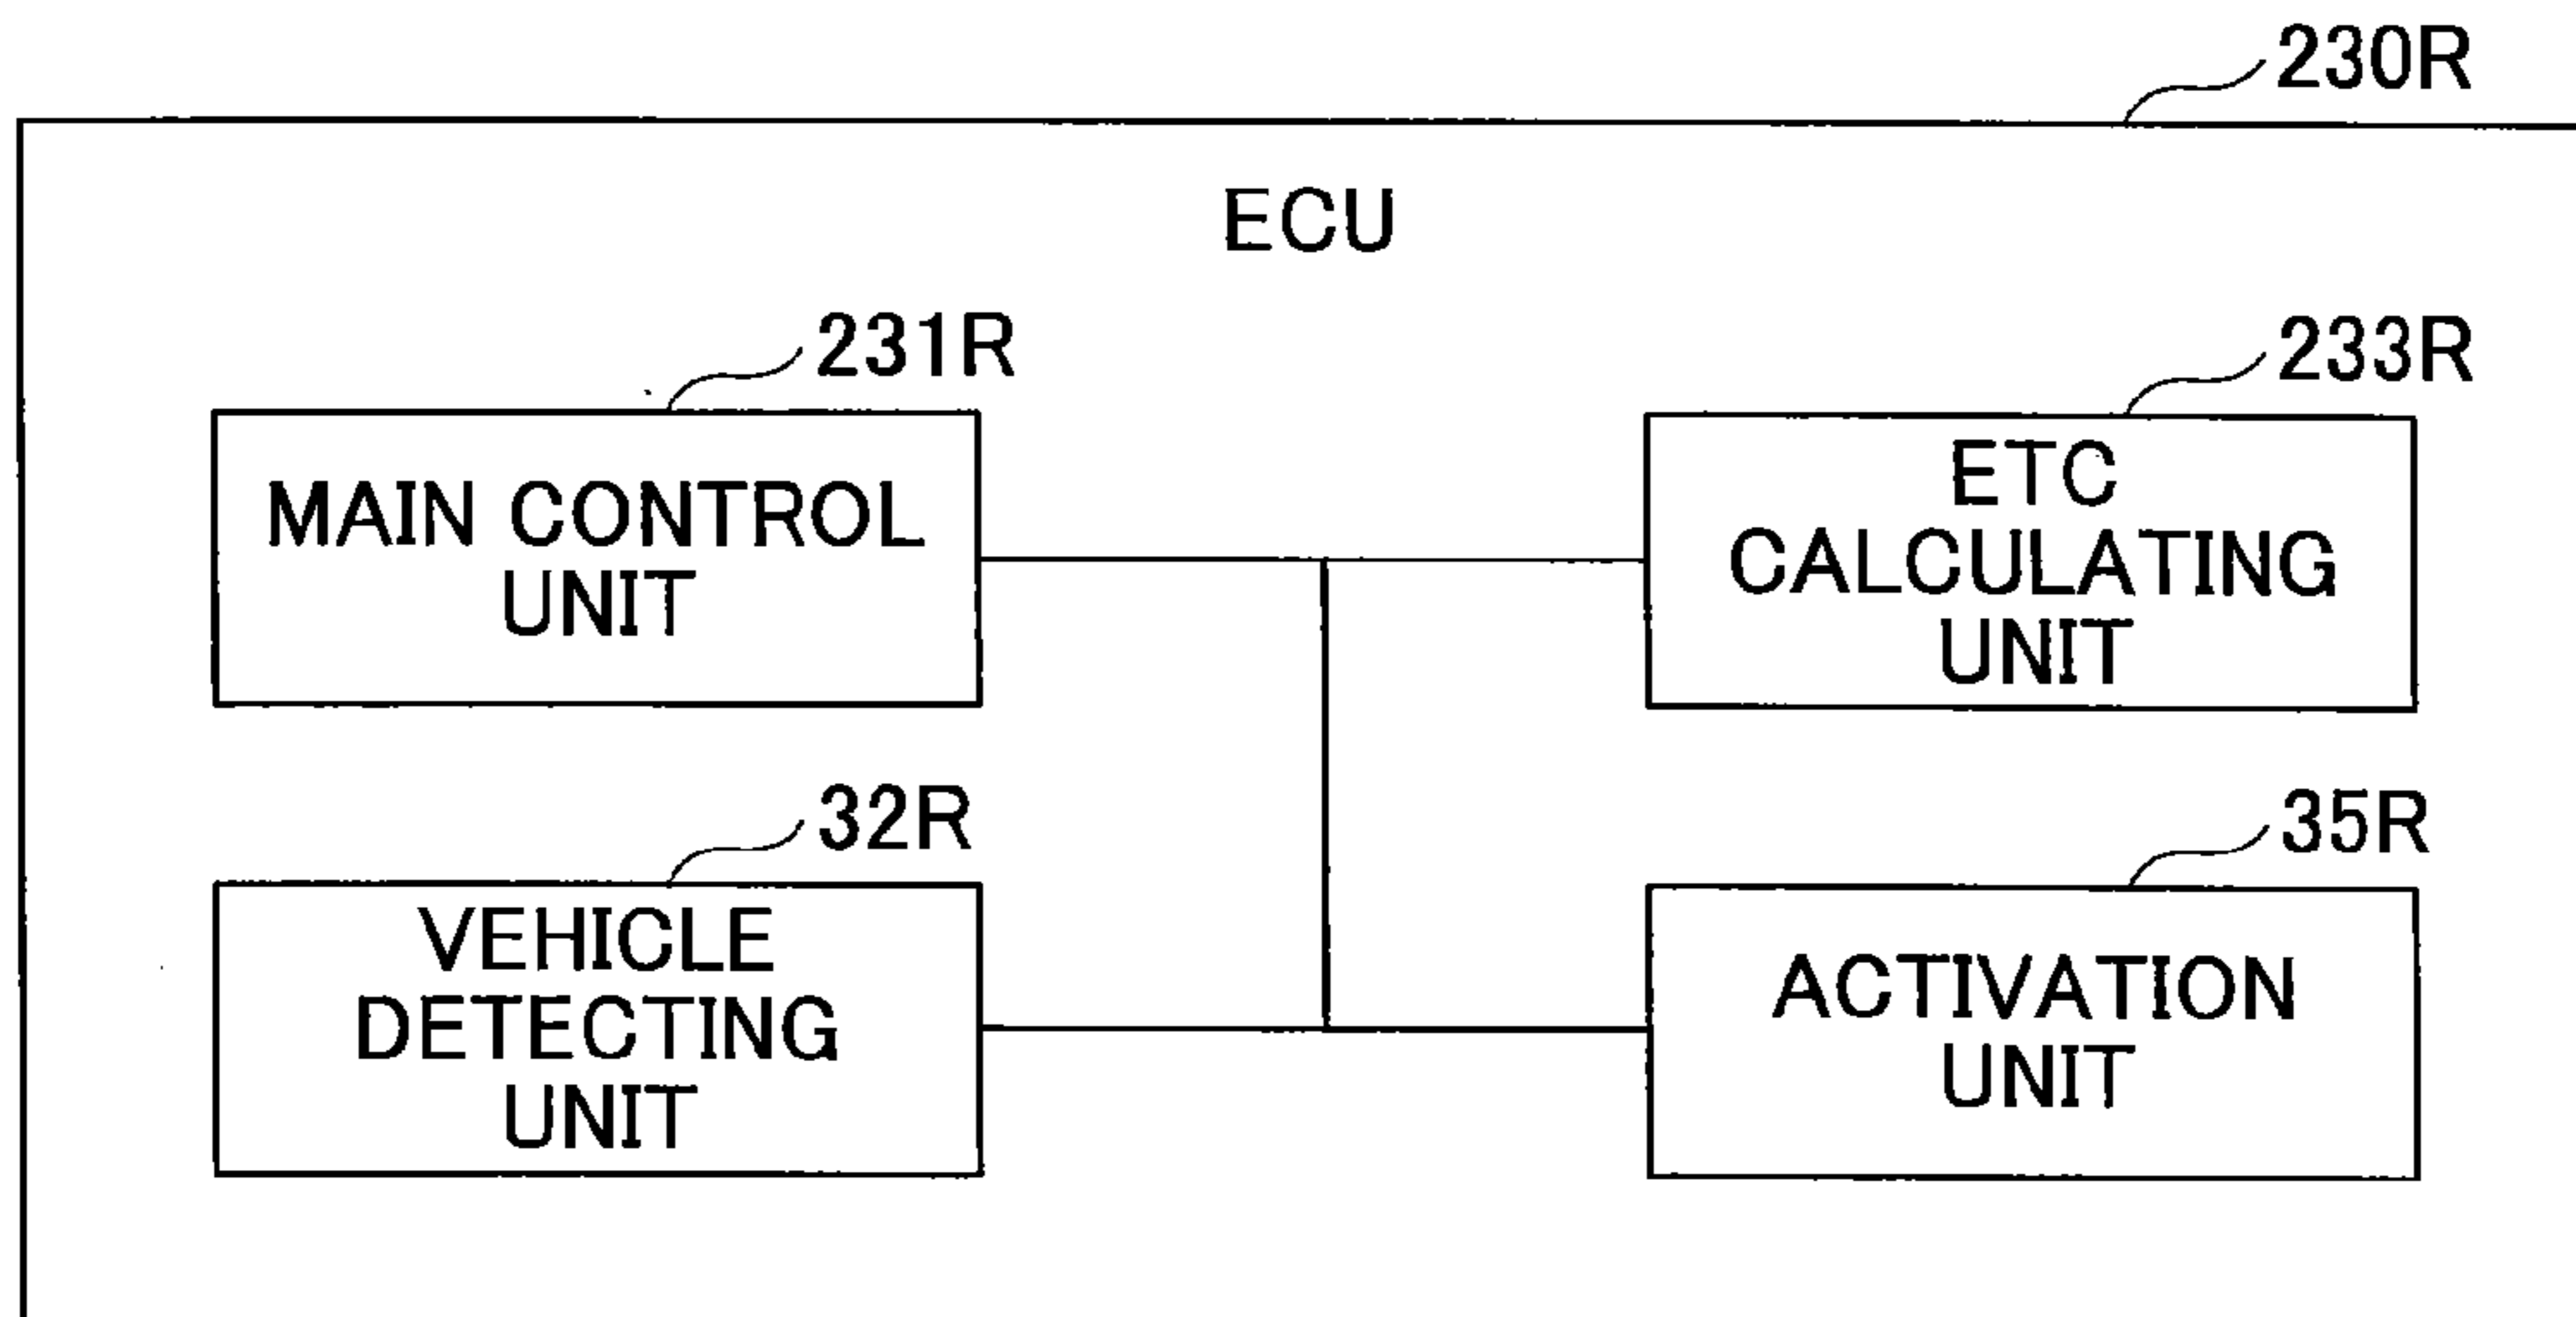 230R
ECU
231R
233R
MAIN CONTROL
UNIT
ETC
CALCULATING
UNIT
32R
35R
VEHICLE
DETECTING
UNIT
ACTIVATION
UNIT